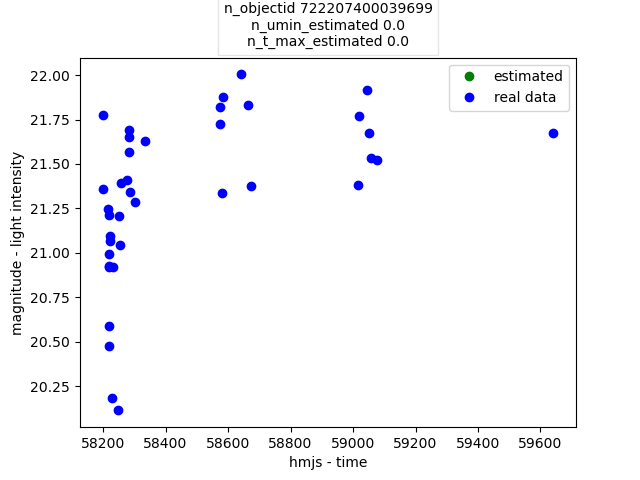 n_objectid 722207400039699
n_umin_estimated 0.0
n_t_max_estimated 0.0
estimated
real data
magnitude - light intensity
22.00
21.75
21.50
21.25
21.00
20.75
20.50
20.25
58200 58400 58600 58800 59000 59200 59400 59600
hmjs - time